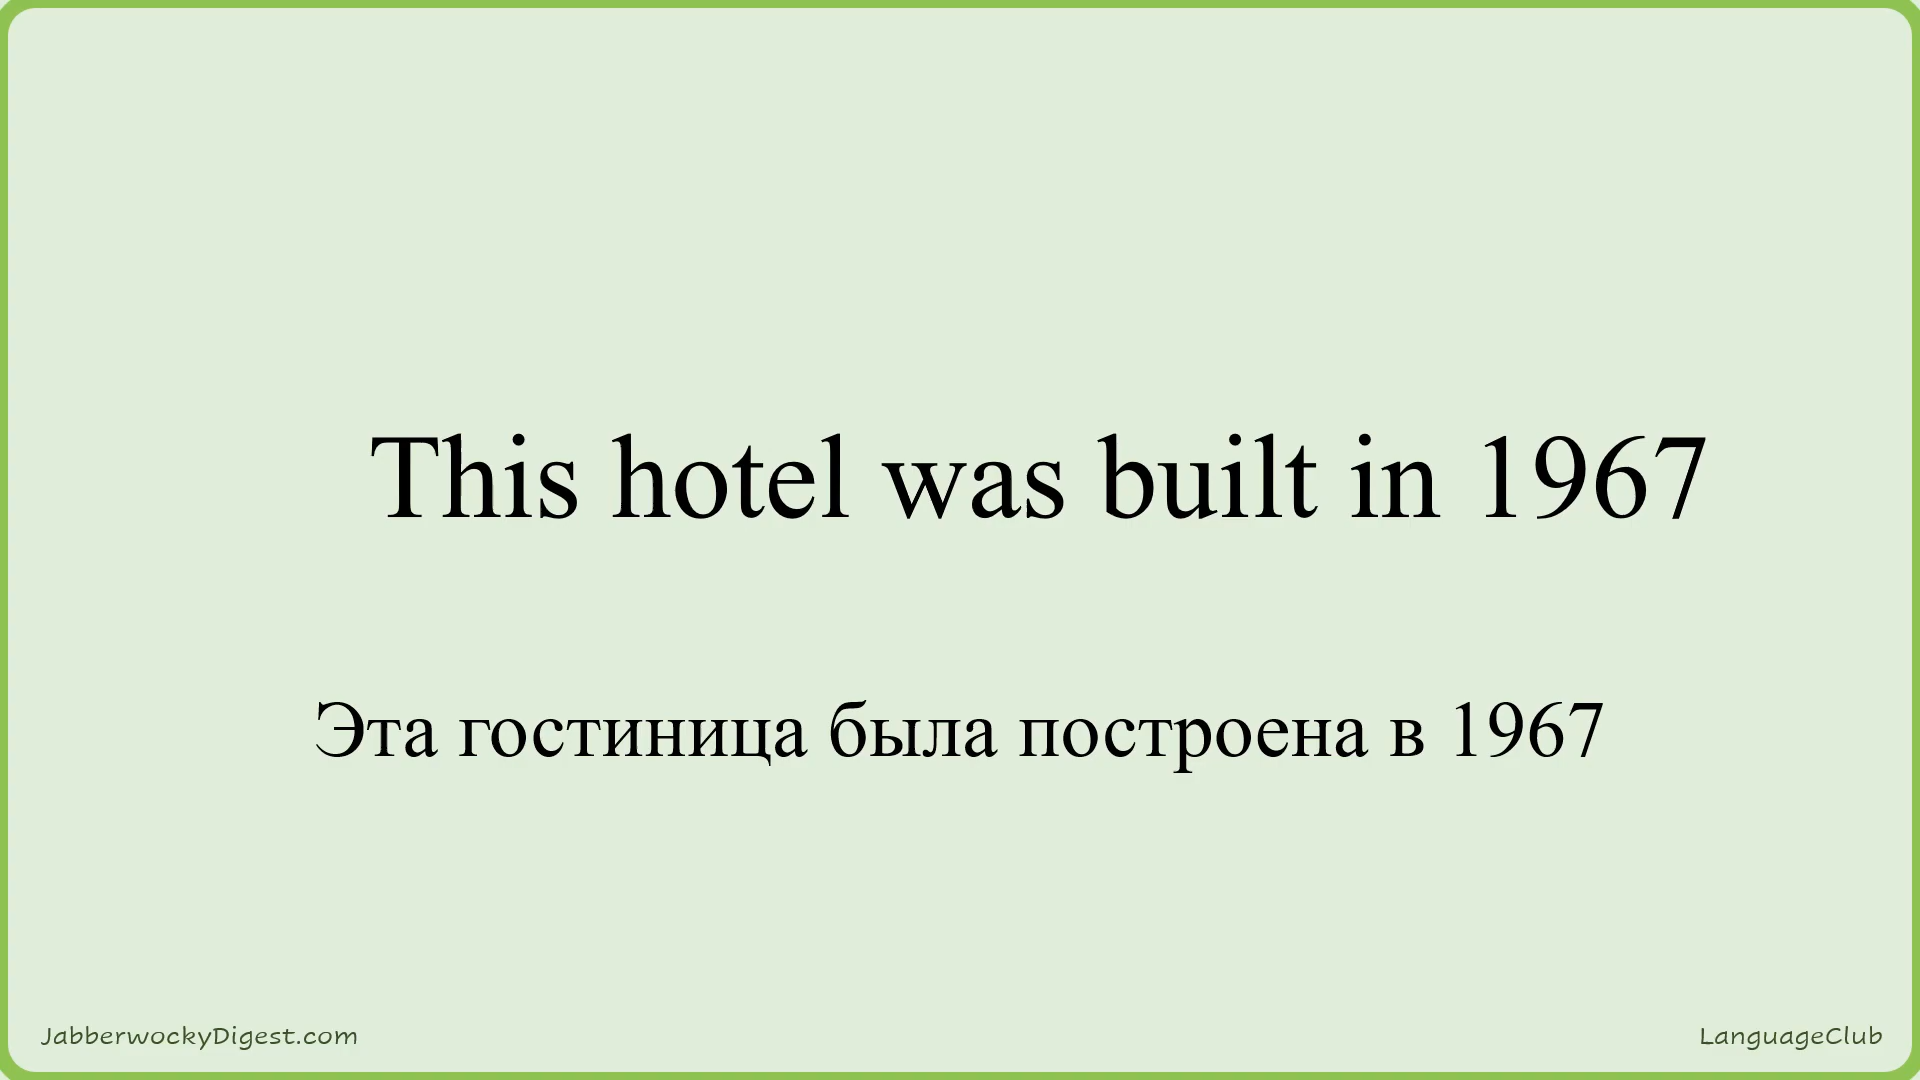 This hotel was built in 1967
Эта гостиница была построена в 1967
JabberwockyDigest.com
LanguageClub